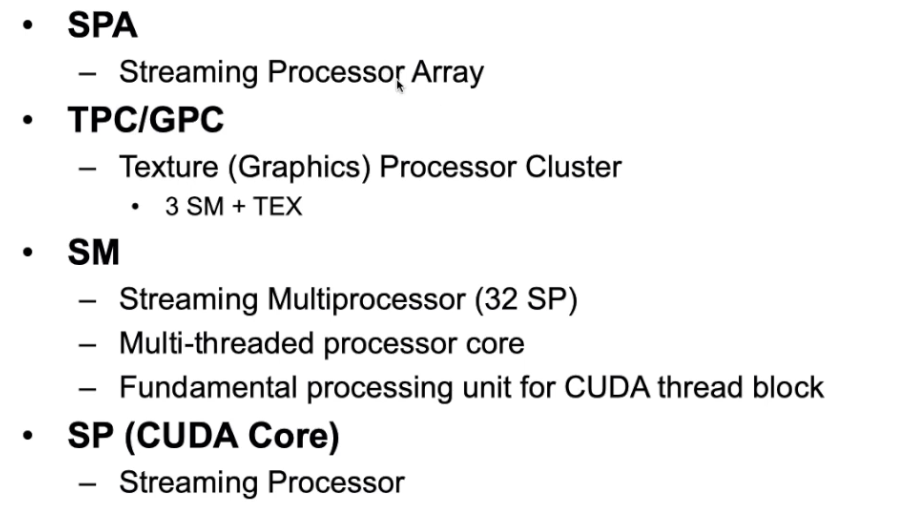 • SPA
– Streaming Processor Array
• TPC/GPC
– Texture (Graphics) Processor Cluster
• 3 SM + TEX
• SM
– Streaming Multiprocessor (32 SP)
– Multi-threaded processor core
– Fundamental processing unit for CUDA thread block
• SP (CUDA Core)
– Streaming Processor